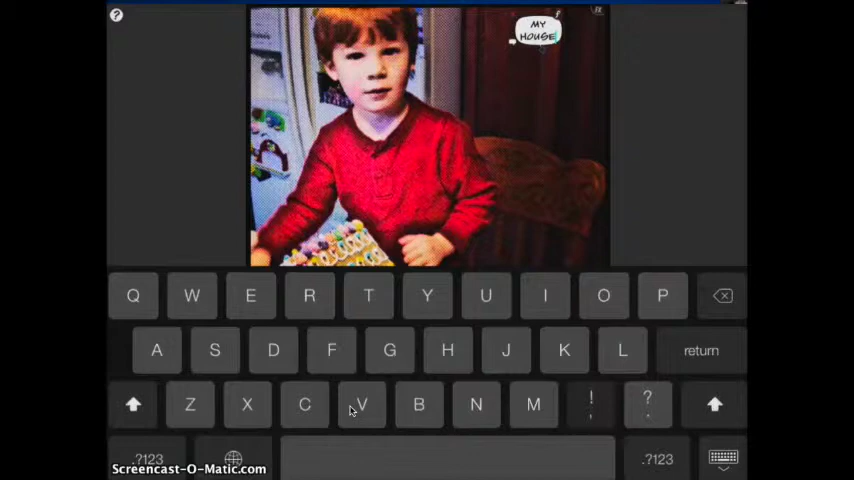 ?
MY
HOUSE
Q W E R T Y U I O P
A S D F G H J K L return
Z X C V B N M ! , ? .
.?123 .?123
Screencast-O-Matic.com